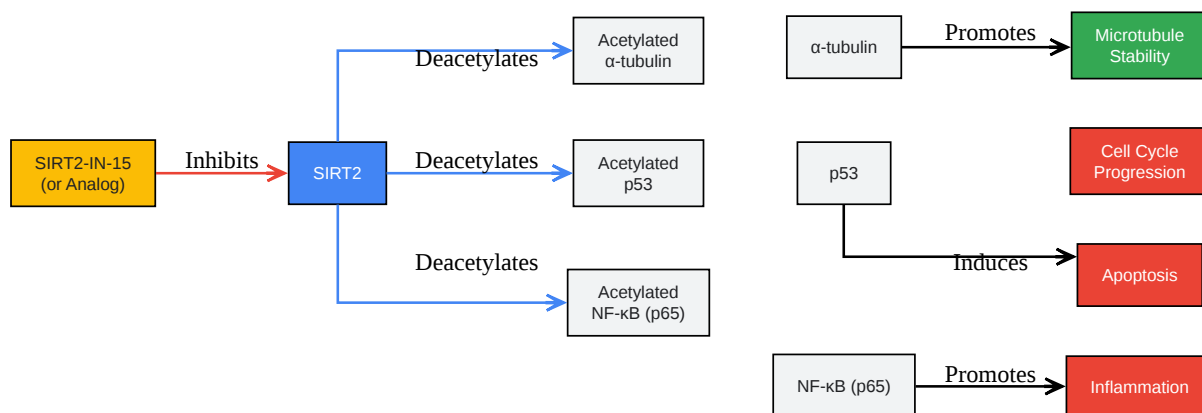 SIRT2-IN-15
(or Analog)
Inhibits
SIRT2
Deacetylates
Acetylated
α-tubulin
Deacetylates
Acetylated
p53
Deacetylates
Acetylated
NF-κB (p65)
α-tubulin
Promotes
Microtubule
Stability
Cell Cycle
Progression
p53
Induces
Apoptosis
NF-κB (p65)
Promotes
Inflammation